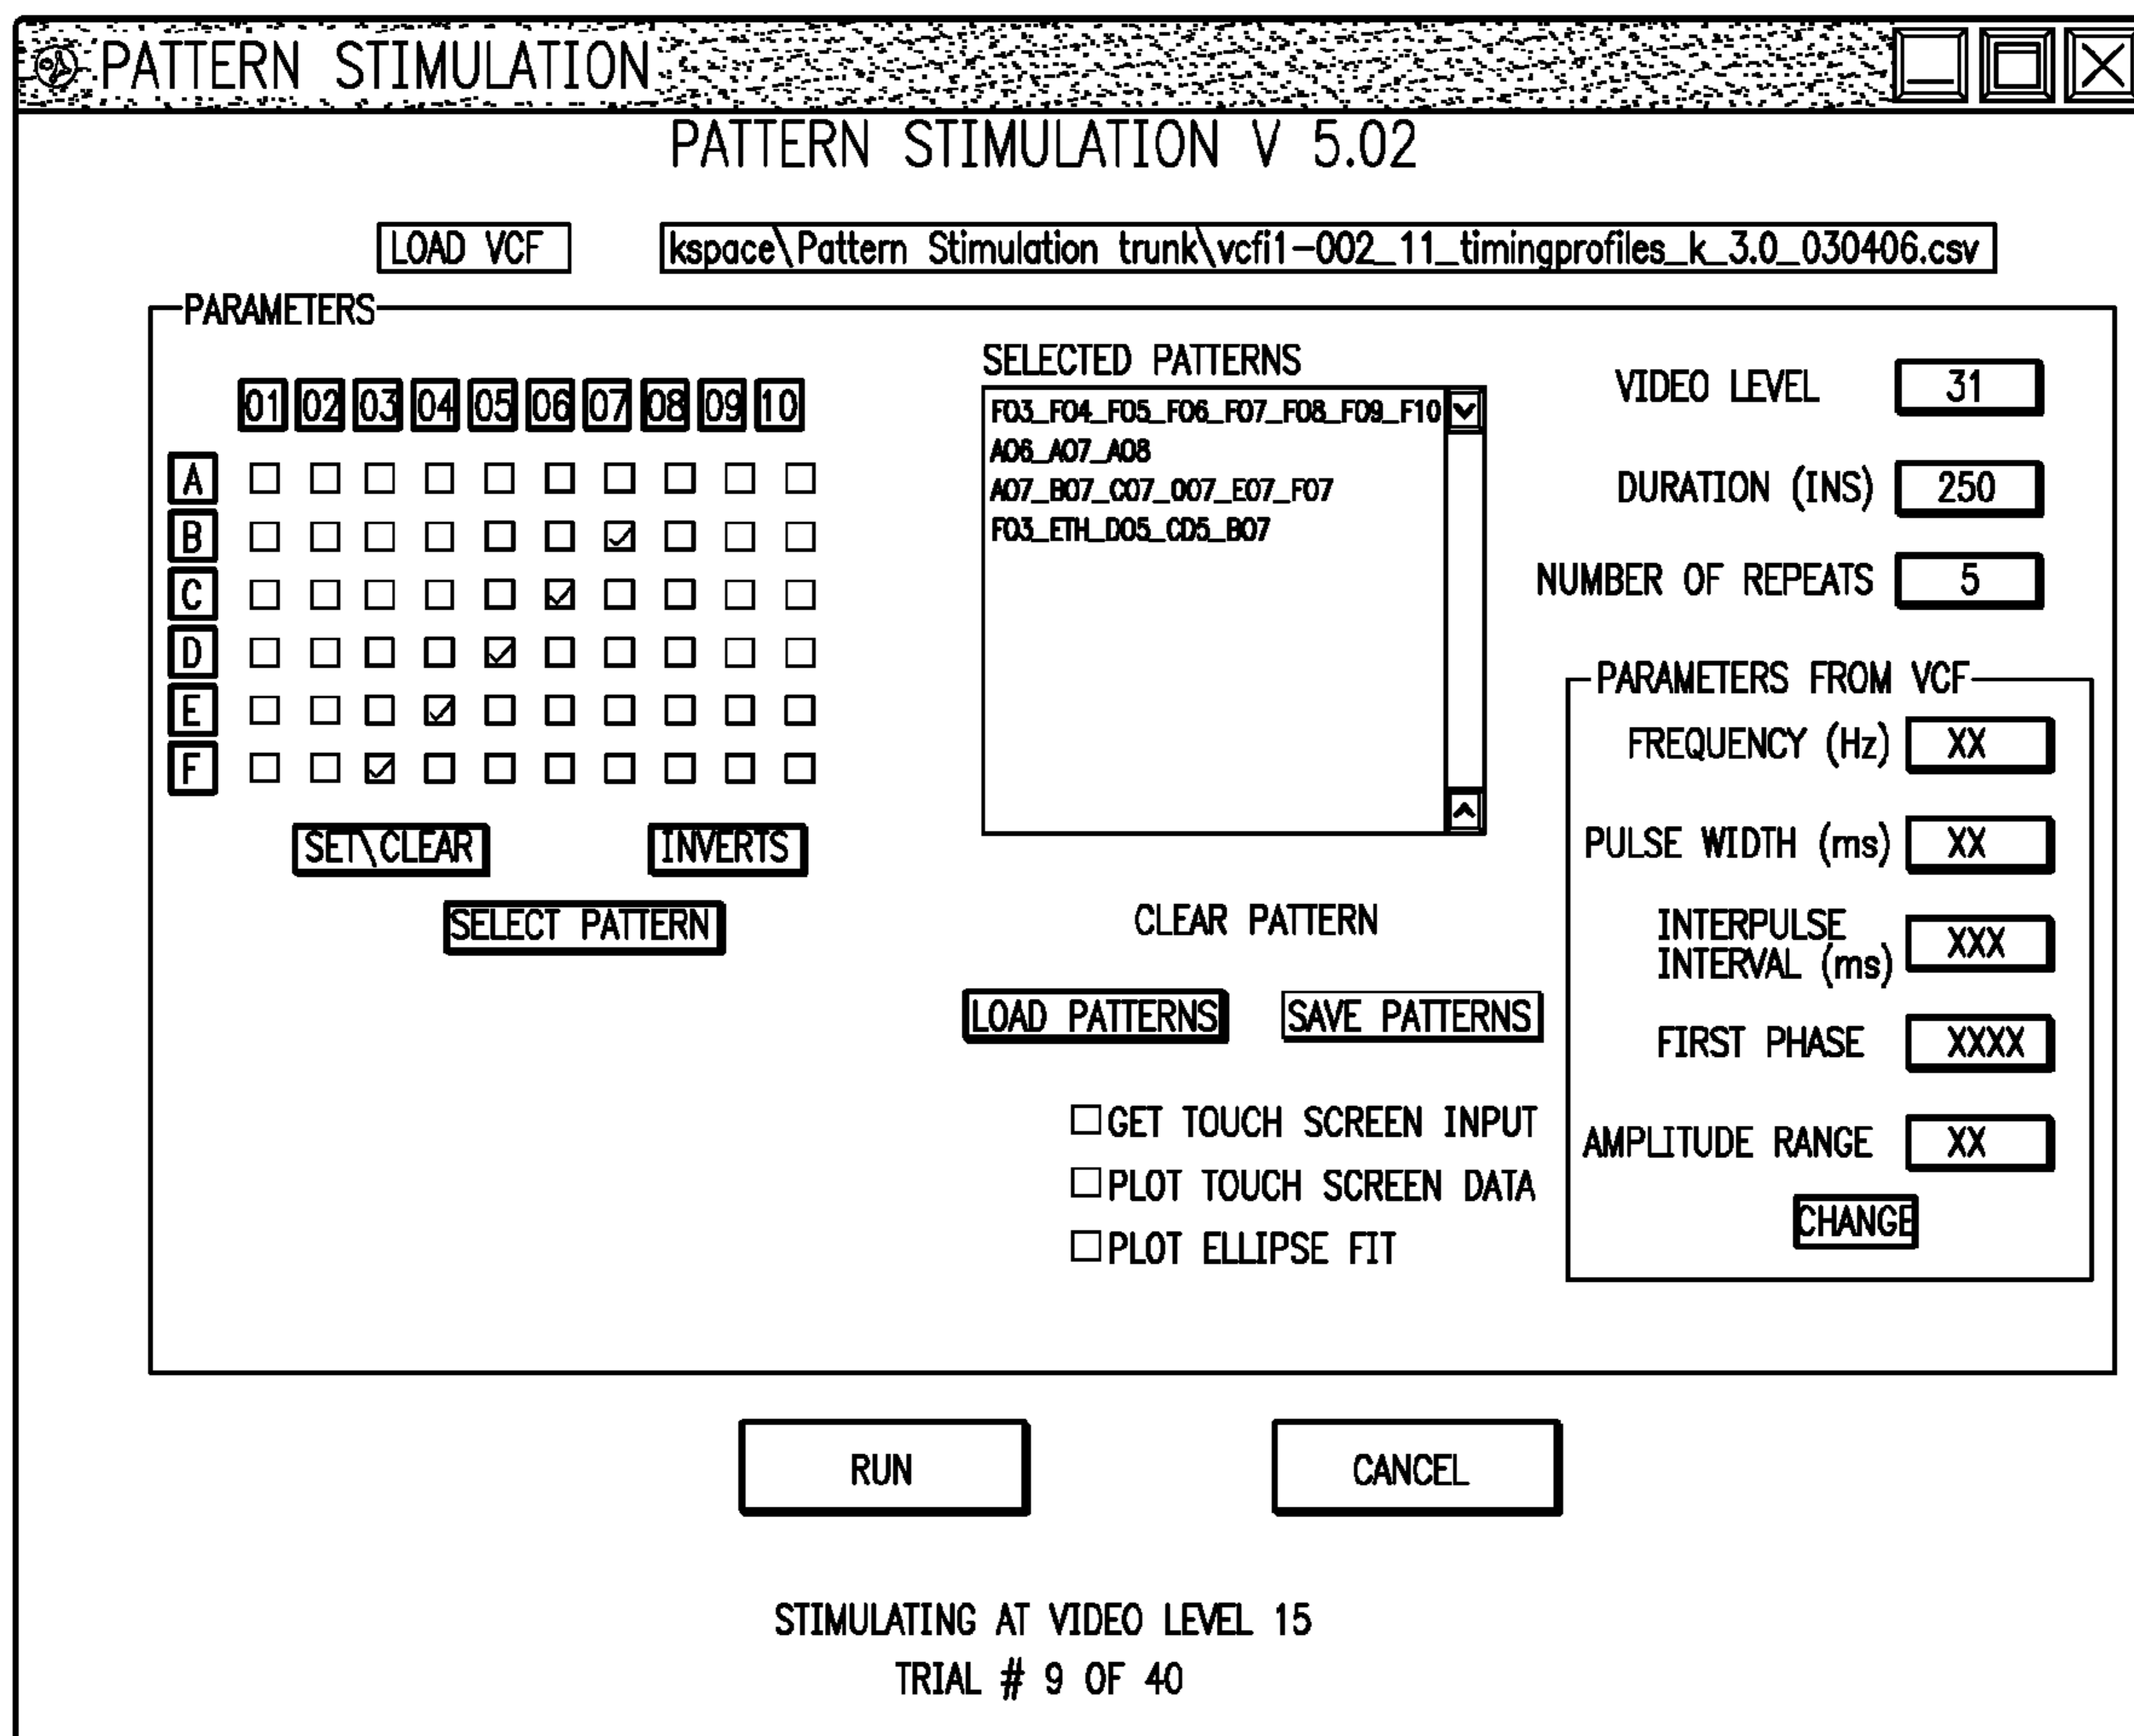 PATTERN STIMULATION
PATTERN STIMULATION V 5.02
LOAD VCF kspace\Pattern Stimulation trunk\vcfi1-002_11_timingprofiles_k_3.0_030406.csv
PARAMETERS
01 02 03 04 05 06 07 08 09 10
A
B
C
D
E
F
SET\CLEAR INVERTS
SELECT PATTERN
SELECTED PATTERNS
F03_F04_F05_F06_F07_F08_F09_F10
A06_A07_A08
A07_B07_C07_007_E07_F07
F03_ETH_D05_CD5_B07
CLEAR PATTERN
LOAD PATTERNS SAVE PATTERNS
GET TOUCH SCREEN INPUT
PLOT TOUCH SCREEN DATA
PLOT ELLIPSE FIT
VIDEO LEVEL 31
DURATION (INS) 250
NUMBER OF REPEATS 5
PARAMETERS FROM VCF
FREQUENCY (Hz) XX
PULSE WIDTH (ms) XX
INTERPULSE
INTERVAL (ms) XXX
FIRST PHASE XXXX
AMPLITUDE RANGE XX
CHANGE
RUN CANCEL
STIMULATING AT VIDEO LEVEL 15
TRIAL # 9 OF 40